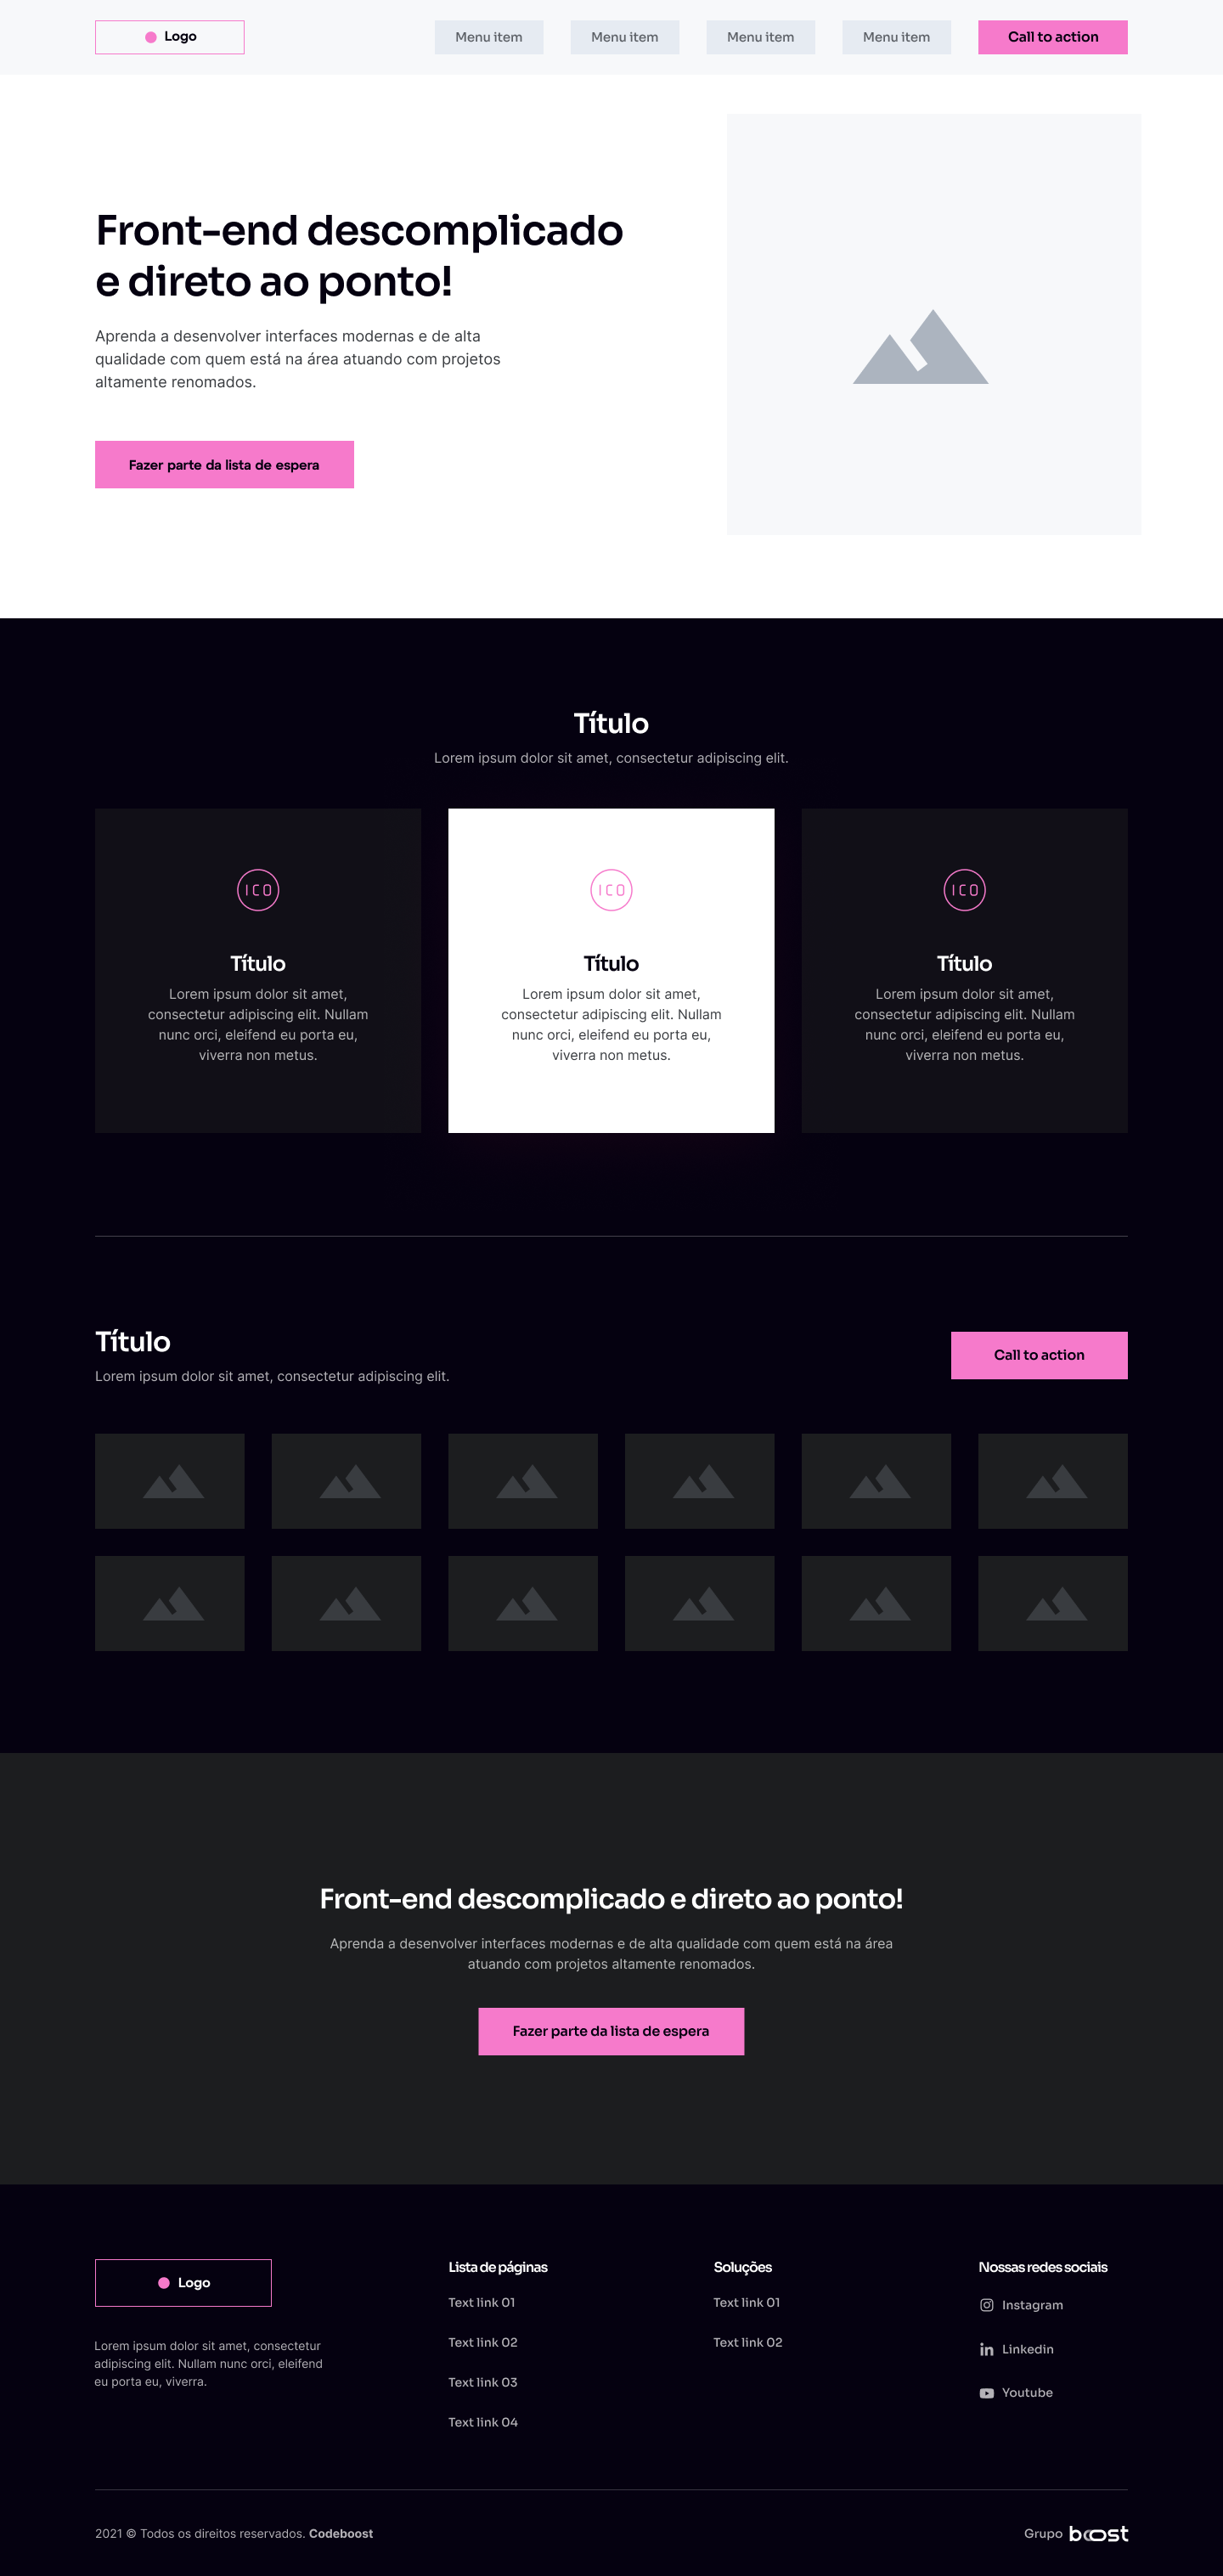 Logo
Menu item
Menu item
Menu item
Menu item
Call to action
Front-end descomplicado
e direto ao ponto!
Aprenda a desenvolver interfaces modernas e de alta
qualidade com quem está na área atuando com projetos
altamente renomados.
Fazer parte da lista de espera
Título
Lorem ipsum dolor sit amet, consectetur adipiscing elit.
ICO
Título
Lorem ipsum dolor sit amet,
consectetur adipiscing elit. Nullam
nunc orci, eleifend eu porta eu,
viverra non metus.
ICO
Título
Lorem ipsum dolor sit amet,
consectetur adipiscing elit. Nullam
nunc orci, eleifend eu porta eu,
viverra non metus.
ICO
Título
Lorem ipsum dolor sit amet,
consectetur adipiscing elit. Nullam
nunc orci, eleifend eu porta eu,
viverra non metus.
Título
Lorem ipsum dolor sit amet, consectetur adipiscing elit.
Call to action
Front-end descomplicado e direto ao ponto!
Aprenda a desenvolver interfaces modernas e de alta qualidade com quem está na área
atuando com projetos altamente renomados.
Fazer parte da lista de espera
Logo
Lorem ipsum dolor sit amet, consectetur
adipiscing elit. Nullam nunc orci, eleifend
eu porta eu, viverra.
Lista de páginas
Text link 01
Text link 02
Text link 03
Text link 04
Soluções
Text link 01
Text link 02
Nossas redes sociais
Instagram
Linkedin
Youtube
2021 © Todos os direitos reservados. Codeboost
Grupo boost